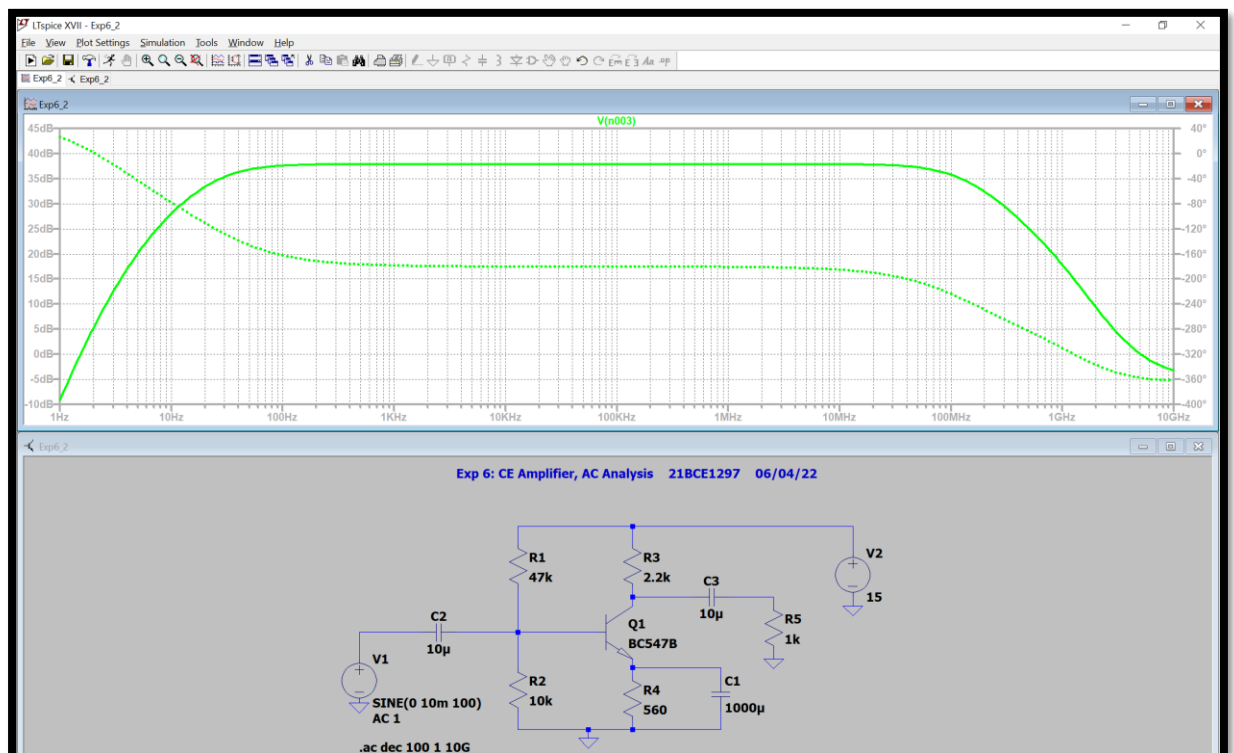 LTspice XVII - Exp6_2
File View Plot Settings Simulation Tools Window Help
Exp6_2 Exp6_2
Exp6_2
V(n003)
45dB 40°
40dB 0°
35dB -40°
30dB -80°
25dB -120°
20dB -160°
15dB -200°
10dB -240°
5dB -280°
0dB -320°
-5dB -360°
-10dB -400°
1Hz 10Hz 100Hz 1KHz 10KHz 100KHz 1MHz 10MHz 100MHz 1GHz 10GHz
Exp6_2
Exp 6: CE Amplifier, AC Analysis 21BCE1297 06/04/22
R1
47k
R3
2.2k
V2
15
C3
10µ
R5
1k
C2
10µ
Q1
BC547B
V1
SINE(0 10m 100)
AC 1
R2
10k
R4
560
C1
1000µ
.ac dec 100 1 10G